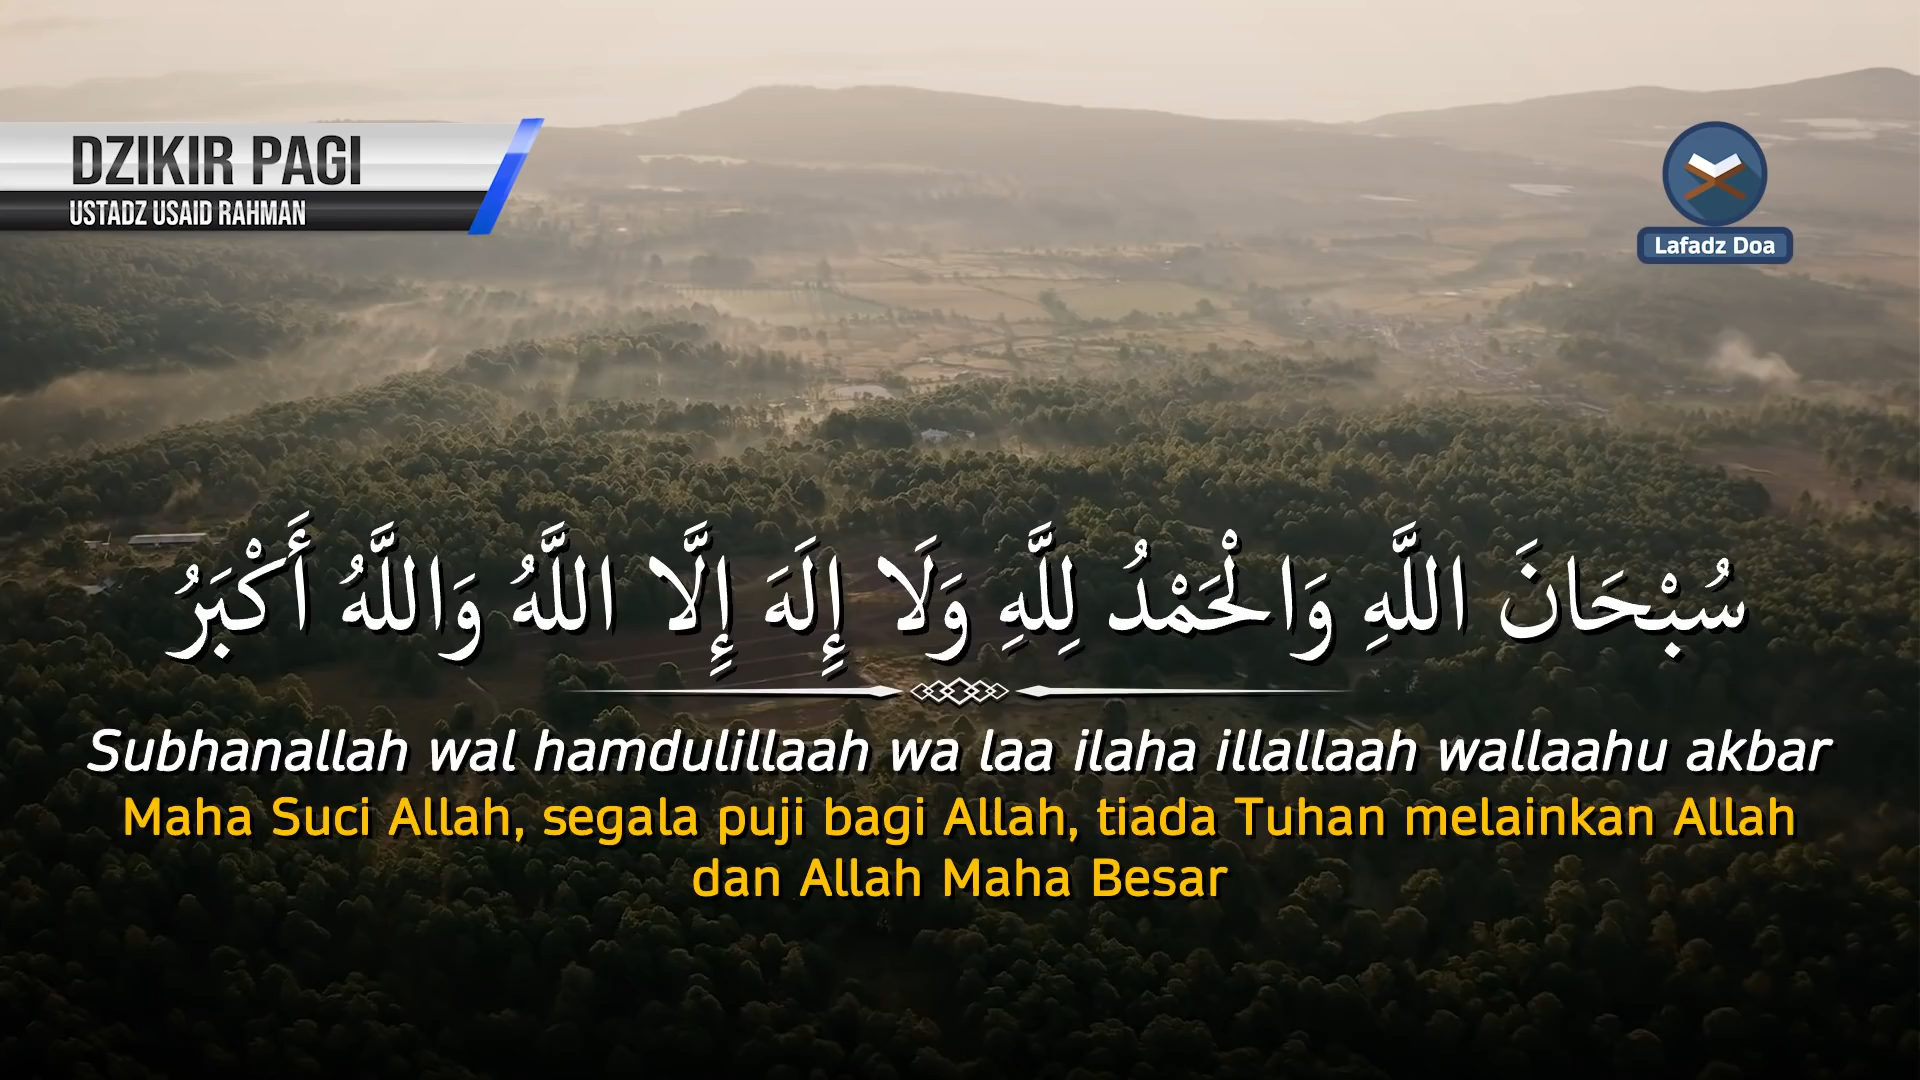 DZIKIR PAGI
USTADZ USAID RAHMAN
Lafadz Doa
سُبْحَانَ اللَّهِ وَالْحَمْدُ لِلَّهِ وَلَا إِلَهَ إِلَّا اللَّهُ وَاللَّهُ أَكْبَرُ
Subhanallah wal hamdulillaah wa laa ilaha illallaah wallaahu akbar
Maha Suci Allah, segala puji bagi Allah, tiada Tuhan melainkan Allah
dan Allah Maha Besar